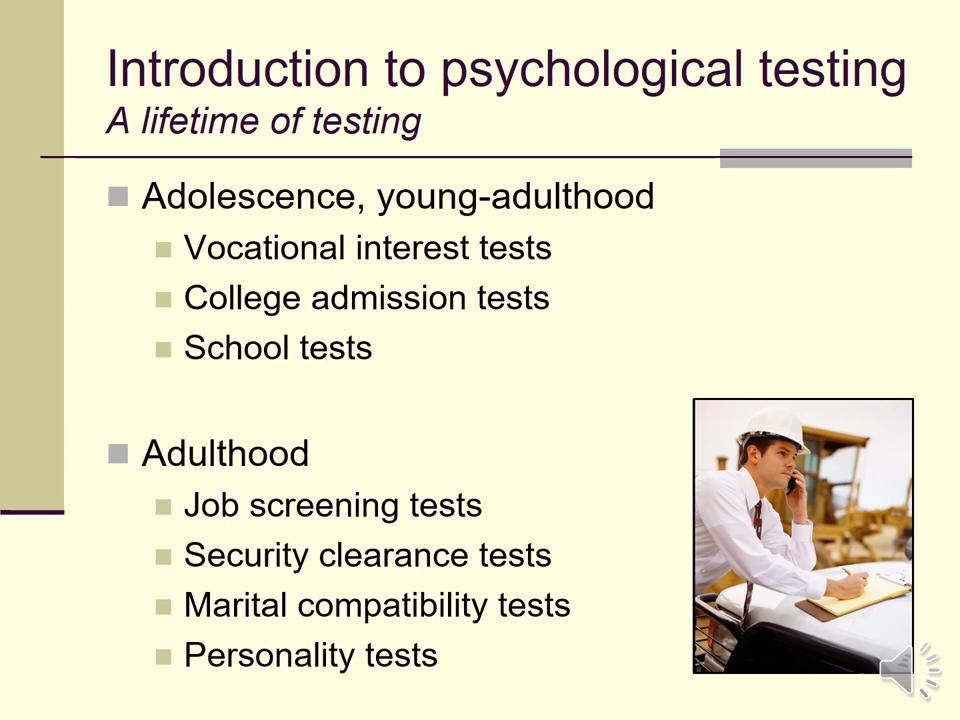 Introduction to psychological testing
A lifetime of testing
Adolescence, young-adulthood
Vocational interest tests
College admission tests
School tests
Adulthood
Job screening tests
Security clearance tests
Marital compatibility tests
Personality tests